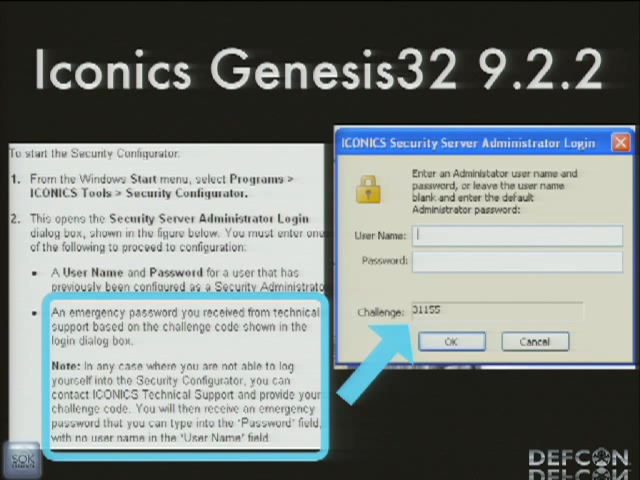 Iconics Genesis32 9.2.2
To start the Security Configurator:
1. From the Windows Start menu, select Programs >
ICONICS Tools > Security Configurator.
2. This opens the Security Server Administrator Login
dialog box, shown in the figure below. You must enter one
of the following to proceed to configuration:
• A User Name and Password for a user that has
previously been configured as a Security Administrato
• An emergency password you received from technical
support based on the challenge code shown in the
login dialog box.
Note: In any case where you are not able to log
yourself into the Security Configurator, you can
contact ICONICS Technical Support and provide your
challenge code. You will then receive an emergency
password that you can type into the 'Password' field,
with no user name in the 'User Name' field.
ICONICS Security Server Administrator Login
Enter an Administator user name and
password, or leave the user name
blank and enter the default
Administrator password:
User Name:
Password:
Challenge: 31155
OK Cancel
DEFCON